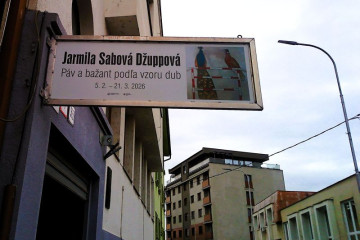 Jarmila Sabová Džuppová
Páv a bažant podľa vzoru dub
5. 2. – 21. 3. 2026